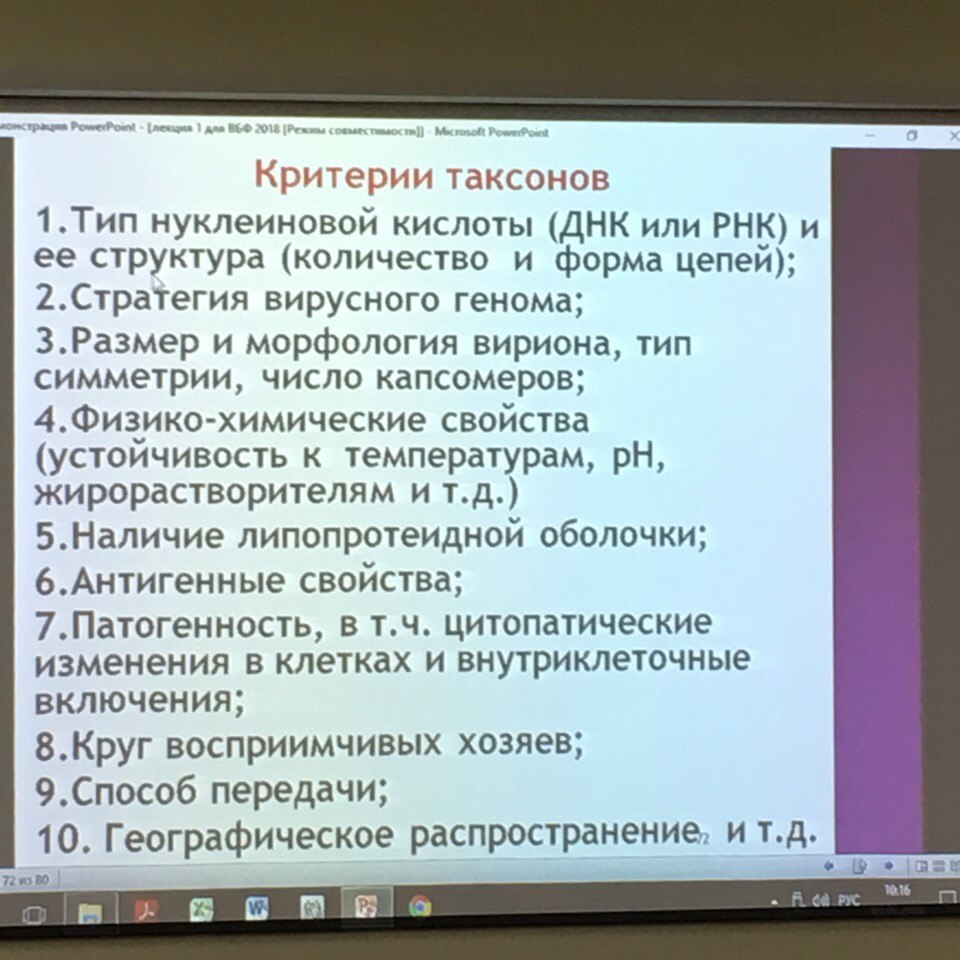 монстрация PowerPoint - [лекция 1 для ВБФ 2018 [Режим совместимости]] - Microsoft PowerPoint
Критерии таксонов
1.Тип нуклеиновой кислоты (ДНК или РНК) и
ее структура (количество и форма цепей);
2.Стратегия вирусного генома;
3.Размер и морфология вириона, тип
симметрии, число капсомеров;
4.Физико-химические свойства
(устойчивость к температурам, pH,
жирорастворителям и т.д.)
5.Наличие липопротеидной оболочки;
6.Антигенные свойства;
7.Патогенность, в т.ч. цитопатические
изменения в клетках и внутриклеточные
включения;
8.Круг восприимчивых хозяев;
9.Способ передачи;
10. Географическое распространение и т.д.
72
72 из 80
РУС
10:16